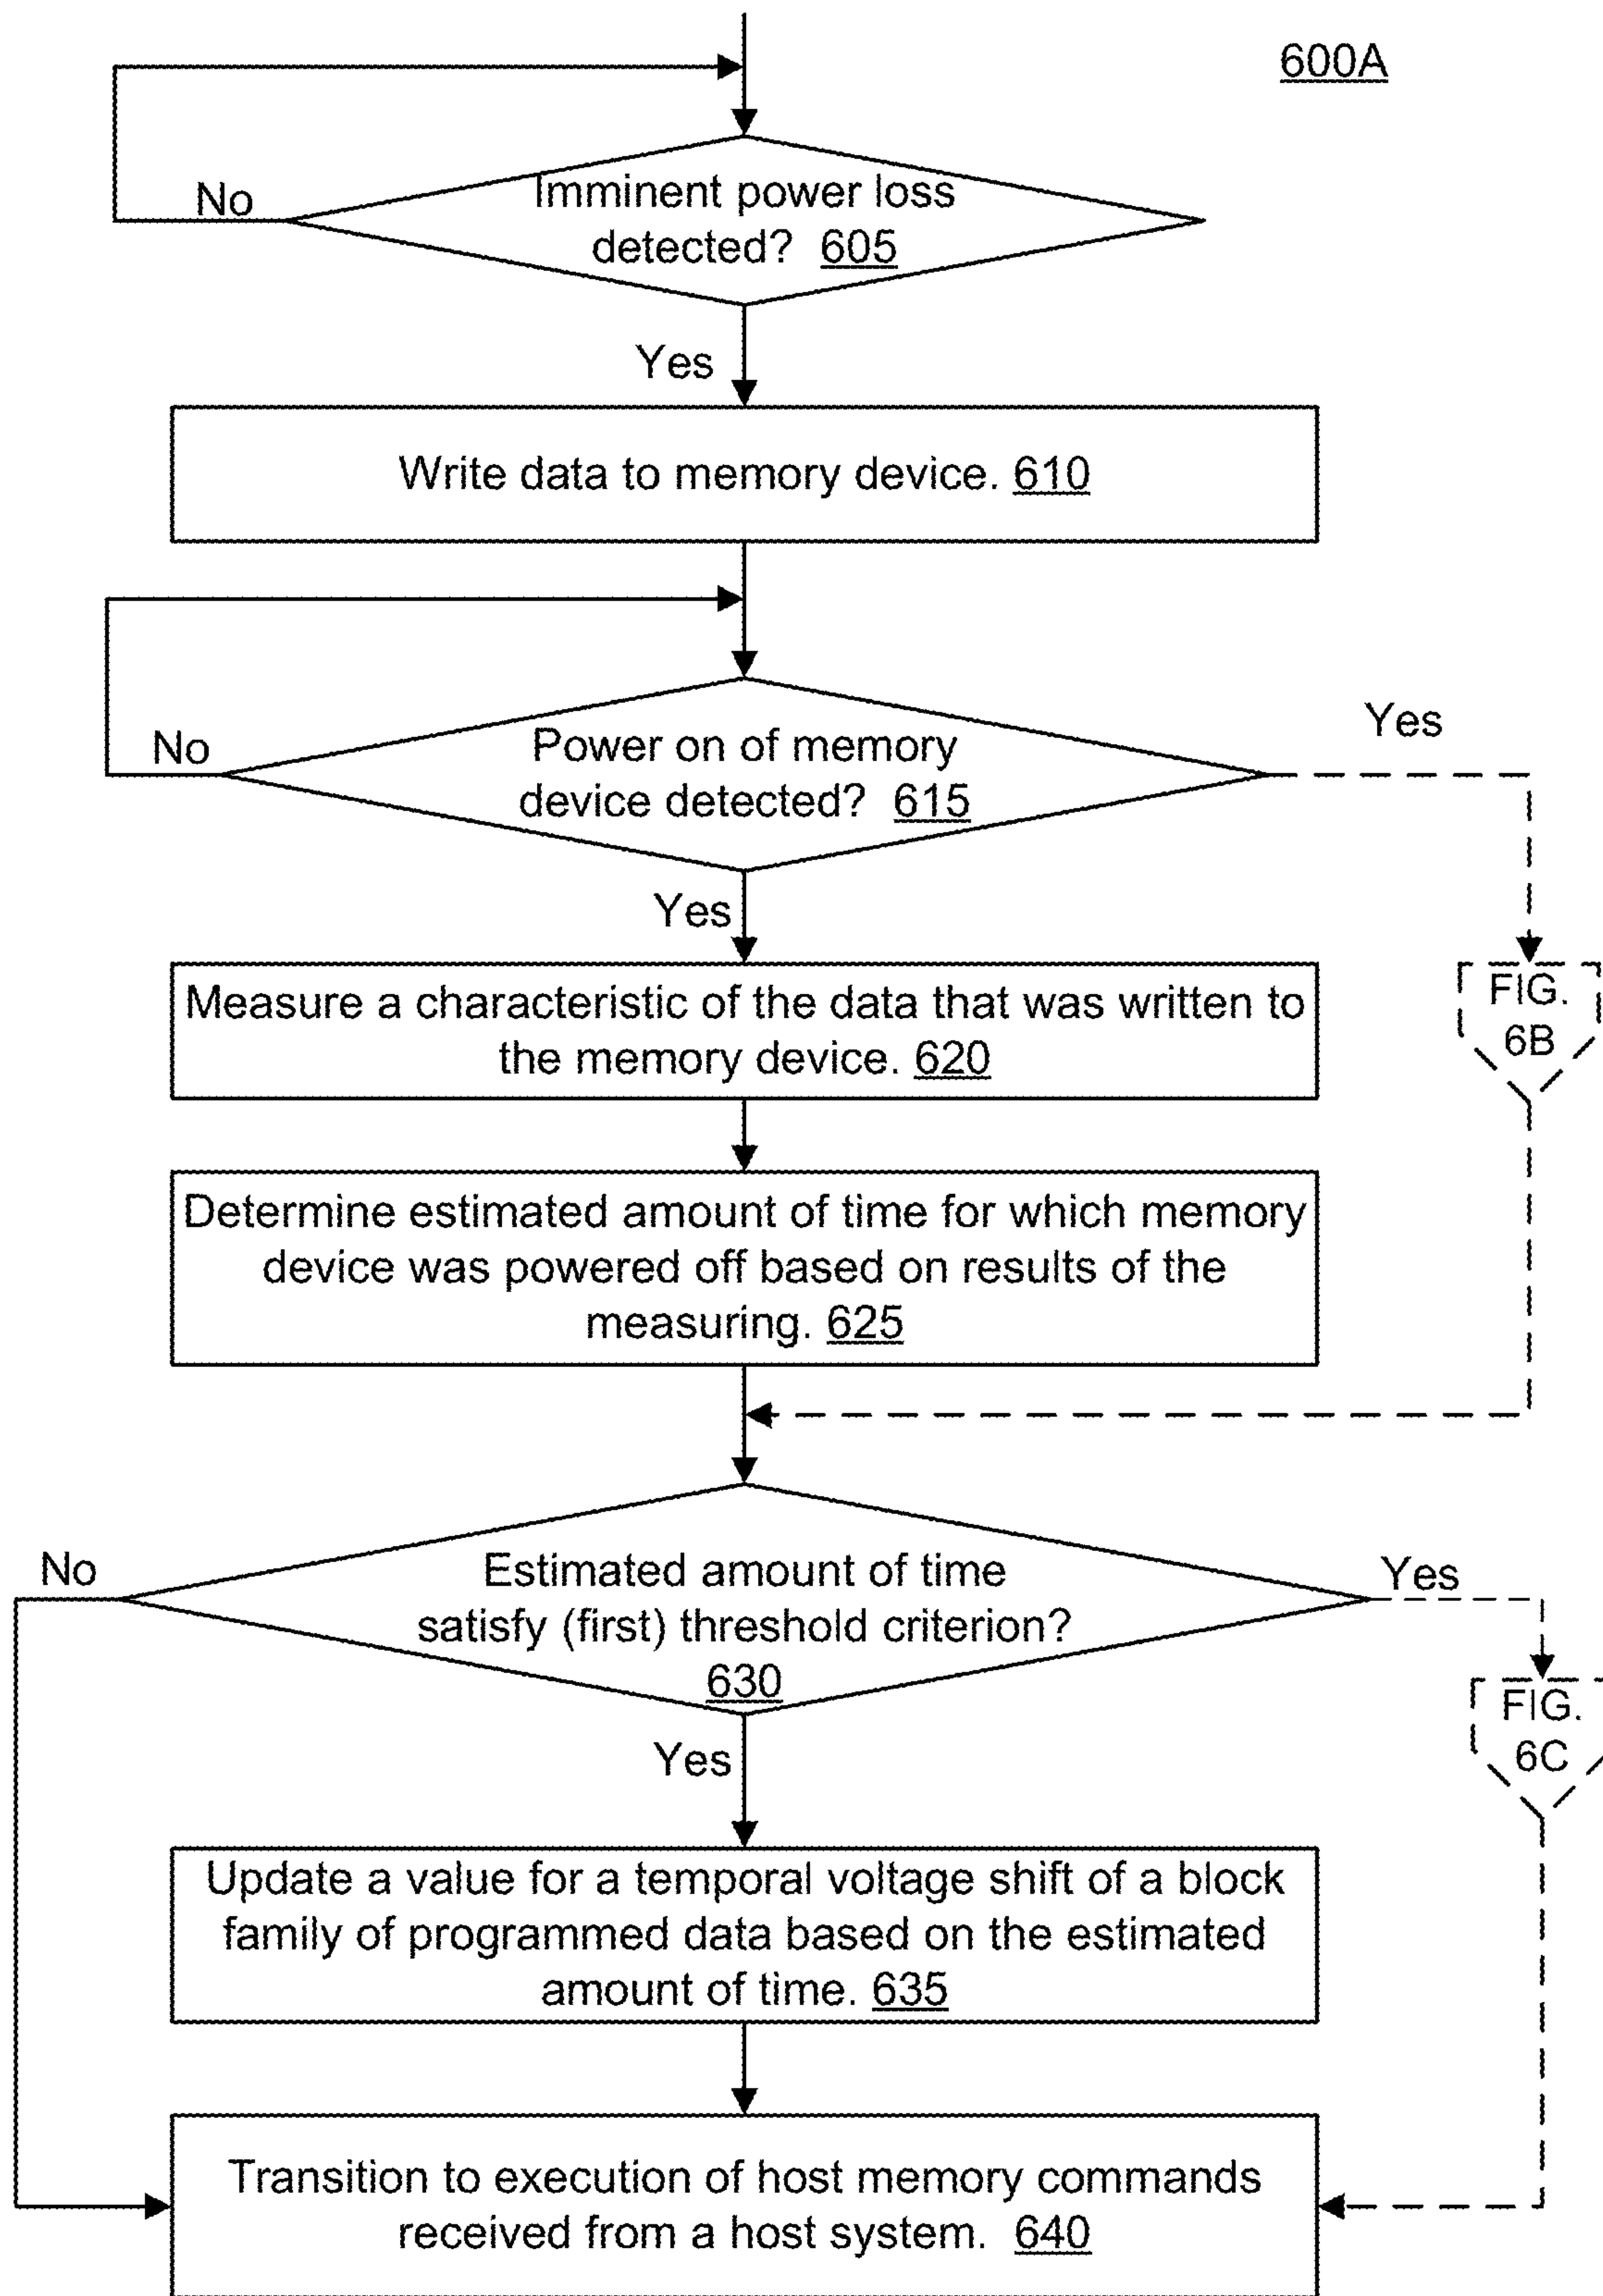 600A
Imminent power loss
detected? 605
No
Yes
Write data to memory device. 610
Power on of memory
device detected? 615
No
Yes
Yes
Measure a characteristic of the data that was written to
the memory device. 620
FIG.
6B
Determine estimated amount of time for which memory
device was powered off based on results of the
measuring. 625
Estimated amount of time
satisfy (first) threshold criterion?
630
No
Yes
Yes
FIG.
6C
Update a value for a temporal voltage shift of a block
family of programmed data based on the estimated
amount of time. 635
Transition to execution of host memory commands
received from a host system. 640